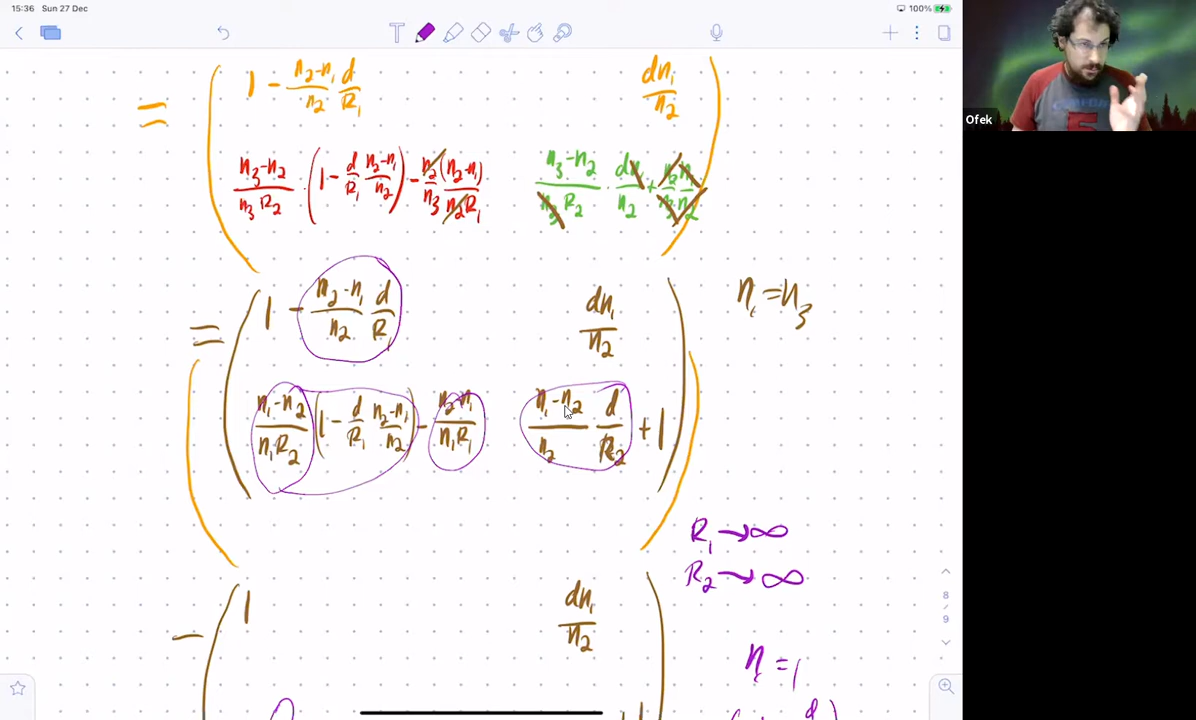 15:36 Sun 27 Dec 100%
Ofek
= ( 1 - (n₂-n₁)/n₂ d/R₁    dn₁/n₂
(n₃-n₂)/(n₃R₂) · (1 - d/R₁ (n₂-n₁)/n₂) - n₂/n₃ (n₂-n₁)/(n₂R₁)    (n₃-n₂)/(n₃R₂) · dn₁/n₂ + n₂n₁/n₃n₂ )
= ( 1 - (n₂-n₁)/n₂ d/R₁    dn₁/n₂    n₁=n₃
(n₁-n₂)/(n₁R₂) (1 - d/R₁ (n₂-n₁)/n₂) - (n₂-n₁)/(n₁R₁)    (n₁-n₂)/n₂ d/R₂ + 1 )
R₁→∞
R₂→∞
- ( 1    dn₁/n₂ )
n = 1
8
/
9